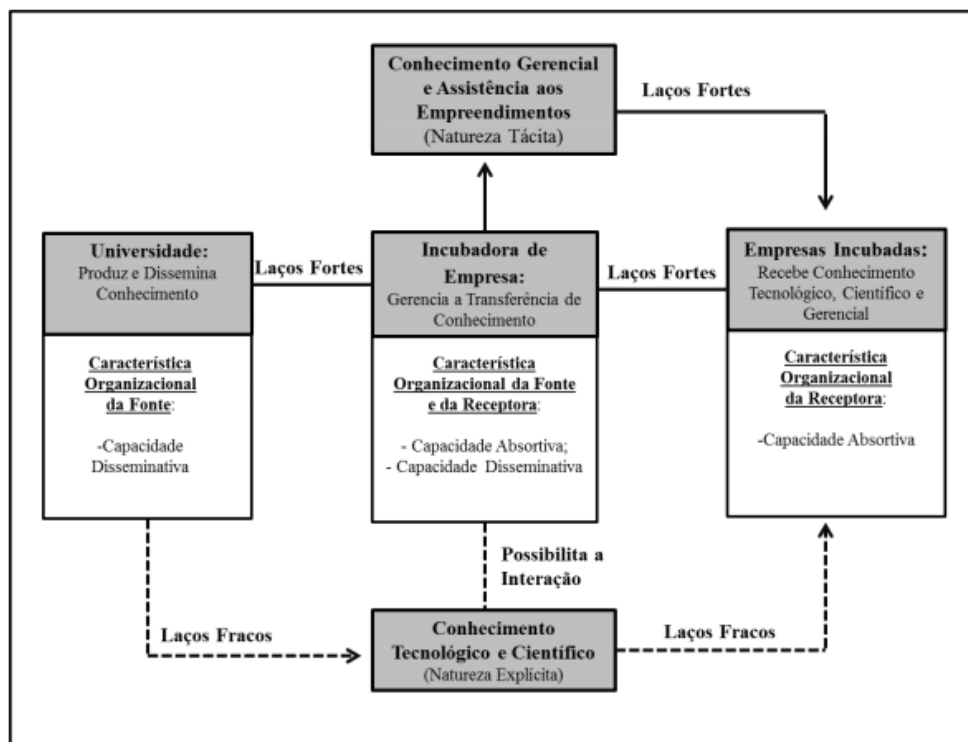 Conhecimento Gerencial
e Assistência aos
Empreendimentos
(Natureza Tácita)
Laços Fortes
Universidade:
Produz e Dissemina
Conhecimento
Laços Fortes
Incubadora de
Empresa:
Gerencia a Transferência de
Conhecimento
Laços Fortes
Empresas Incubadas:
Recebe Conhecimento
Tecnológico, Científico e
Gerencial
Característica
Organizacional
da Fonte:
-Capacidade
Disseminativa
Característica
Organizacional da Fonte
e da Receptora:
- Capacidade Absortiva;
- Capacidade Disseminativa
Característica
Organizacional
da Receptora:
-Capacidade Absortiva
Possibilita a
Interação
Laços Fracos
Conhecimento
Tecnológico e Científico
(Natureza Explícita)
Laços Fracos